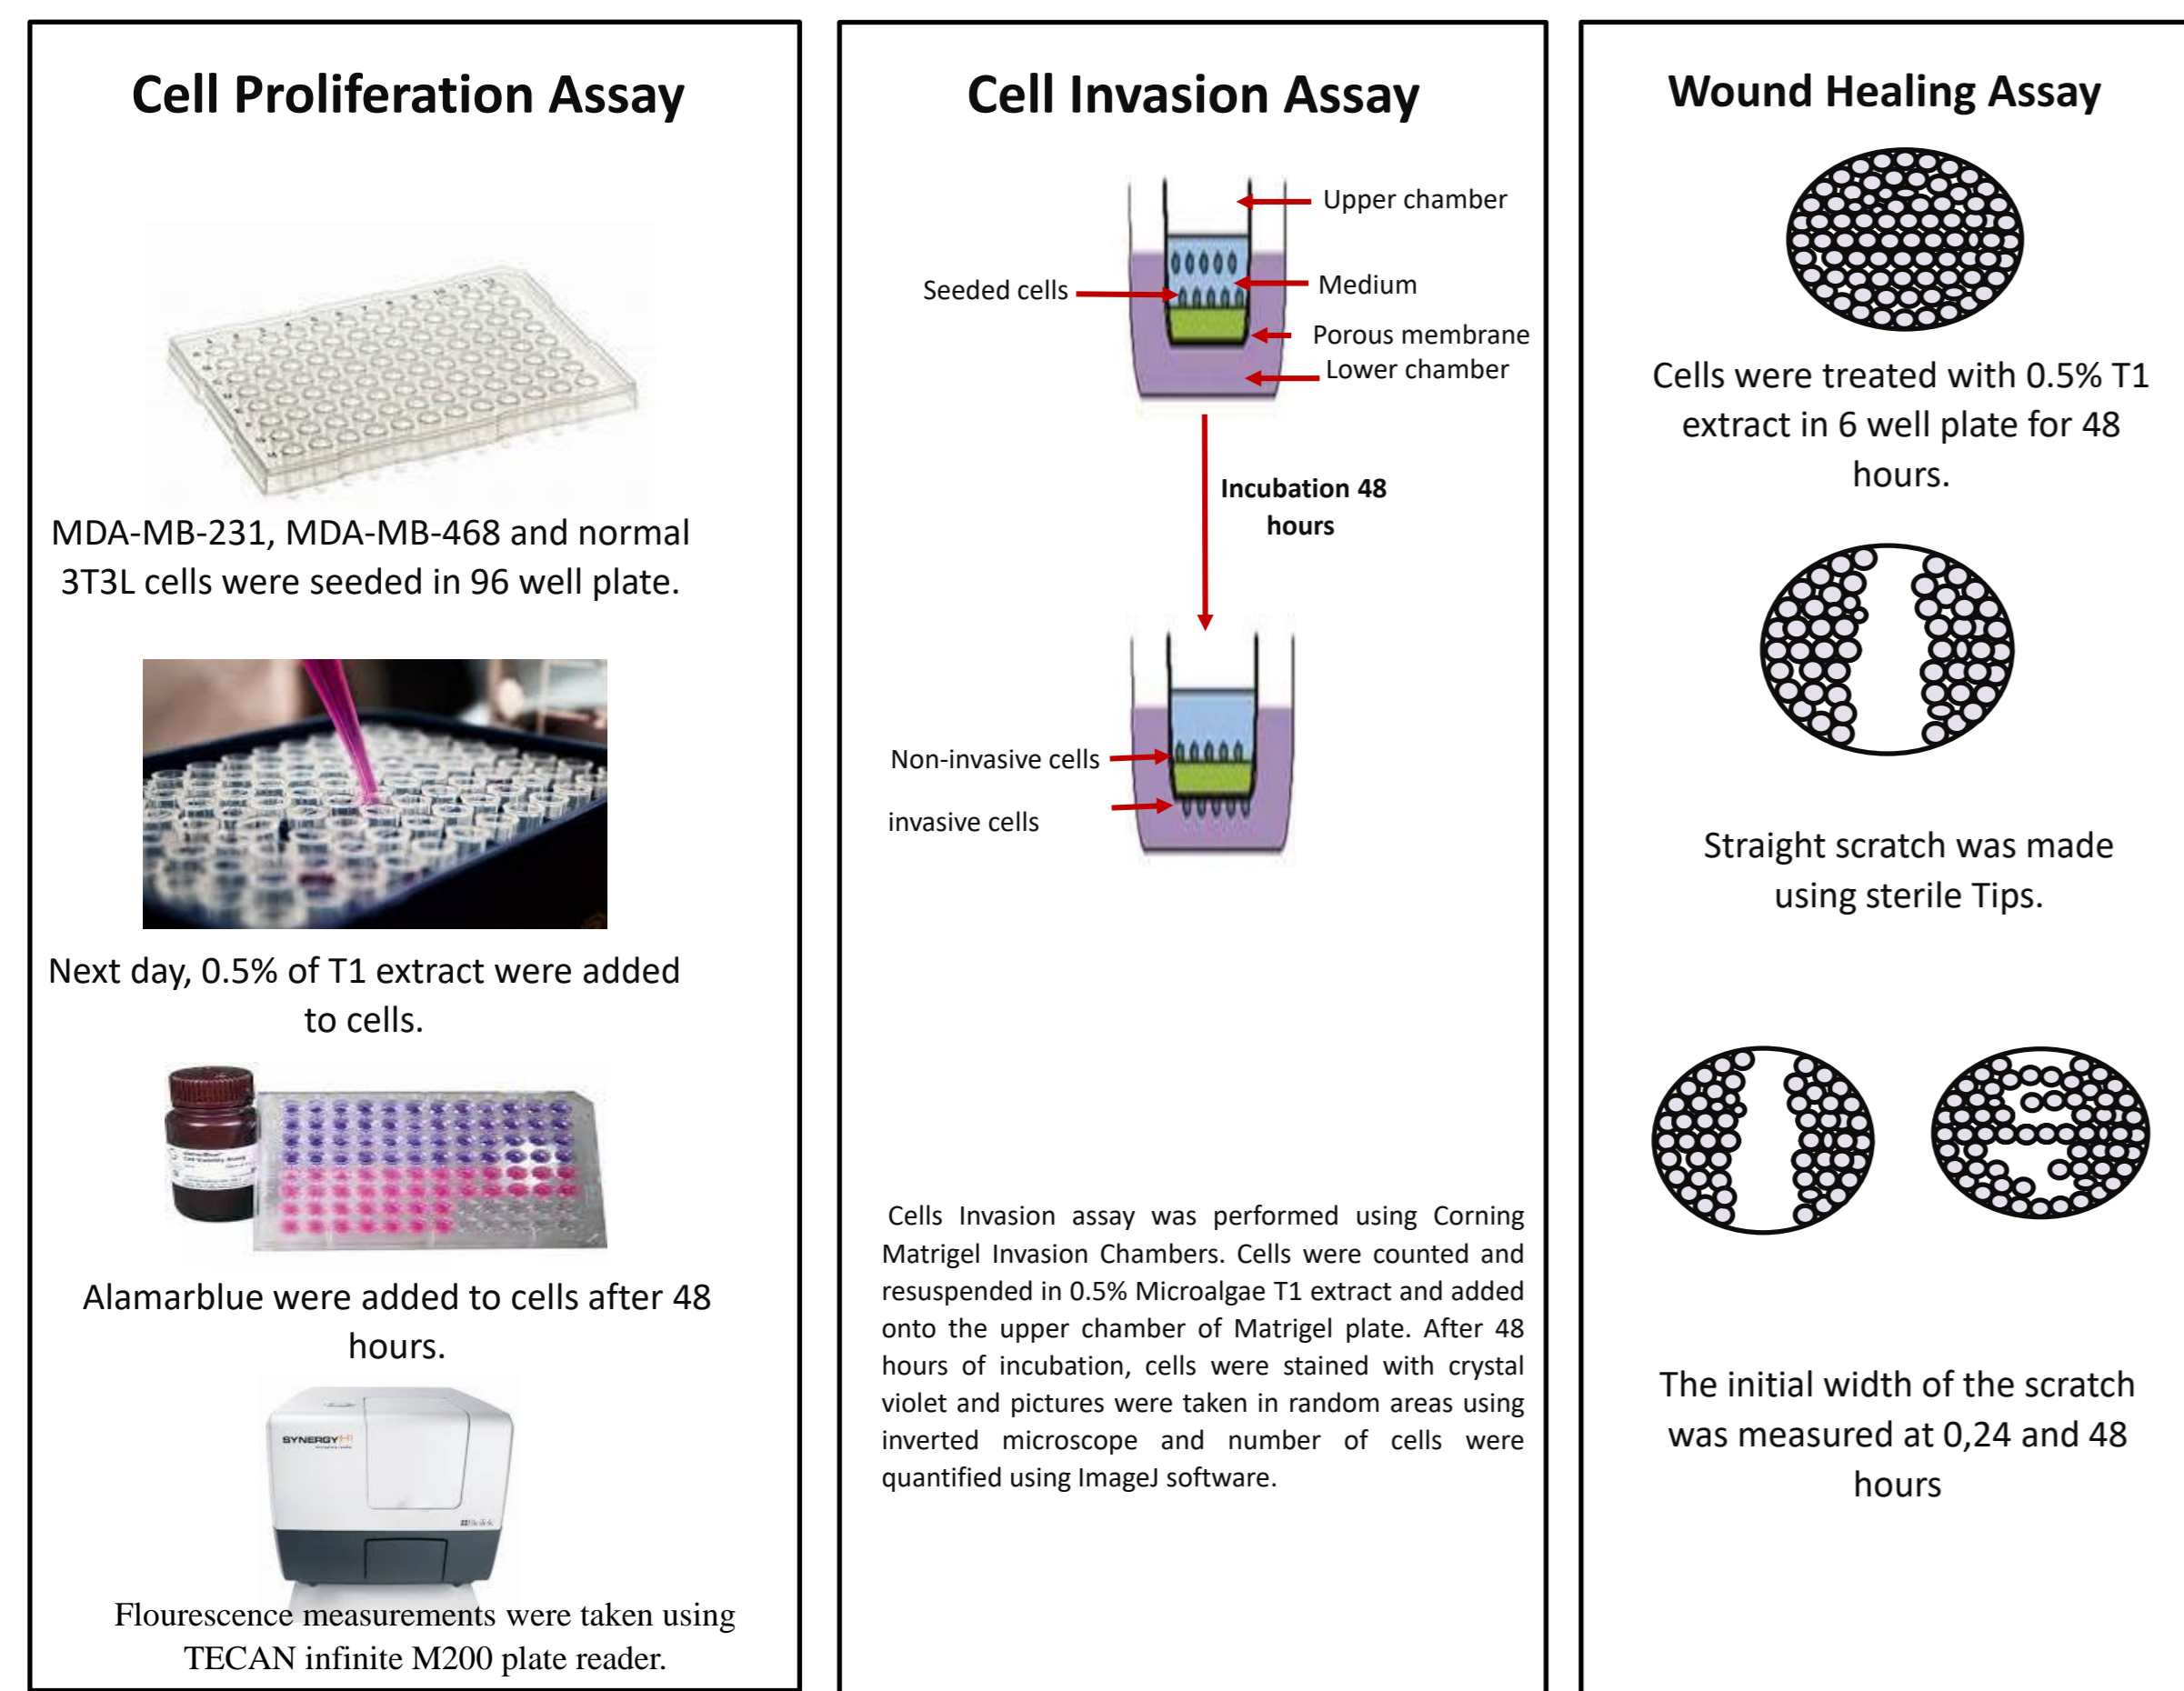 Cell Proliferation Assay
MDA-MB-231, MDA-MB-468 and normal
3T3L cells were seeded in 96 well plate.
Next day, 0.5% of T1 extract were added
to cells.
Alamarblue were added to cells after 48
hours.
SYNERGY H1
BioTek
Flourescence measurements were taken using
TECAN infinite M200 plate reader.
Cell Invasion Assay
Upper chamber
Seeded cells
Medium
Porous membrane
Lower chamber
Incubation 48
hours
Non-invasive cells
invasive cells
Cells Invasion assay was performed using Corning
Matrigel Invasion Chambers. Cells were counted and
resuspended in 0.5% Microalgae T1 extract and added
onto the upper chamber of Matrigel plate. After 48
hours of incubation, cells were stained with crystal
violet and pictures were taken in random areas using
inverted microscope and number of cells were
quantified using ImageJ software.
Wound Healing Assay
Cells were treated with 0.5% T1
extract in 6 well plate for 48
hours.
Straight scratch was made
using sterile Tips.
The initial width of the scratch
was measured at 0,24 and 48
hours